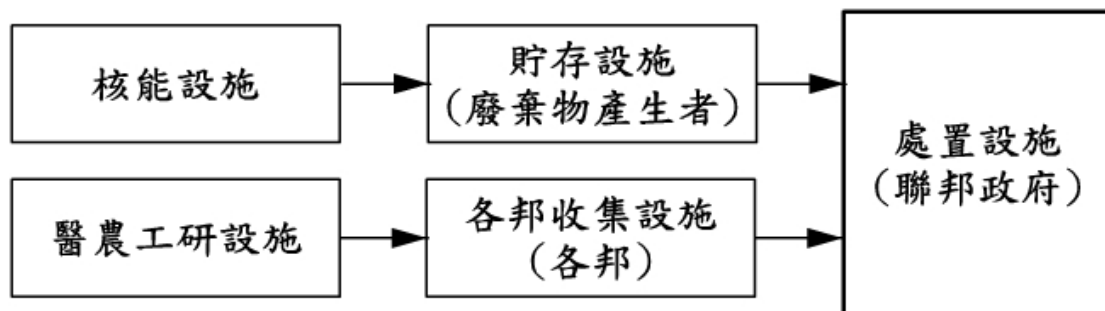 核能設施
貯存設施
（廢棄物產生者）
處置設施
（聯邦政府）
醫農工研設施
各邦收集設施
（各邦）